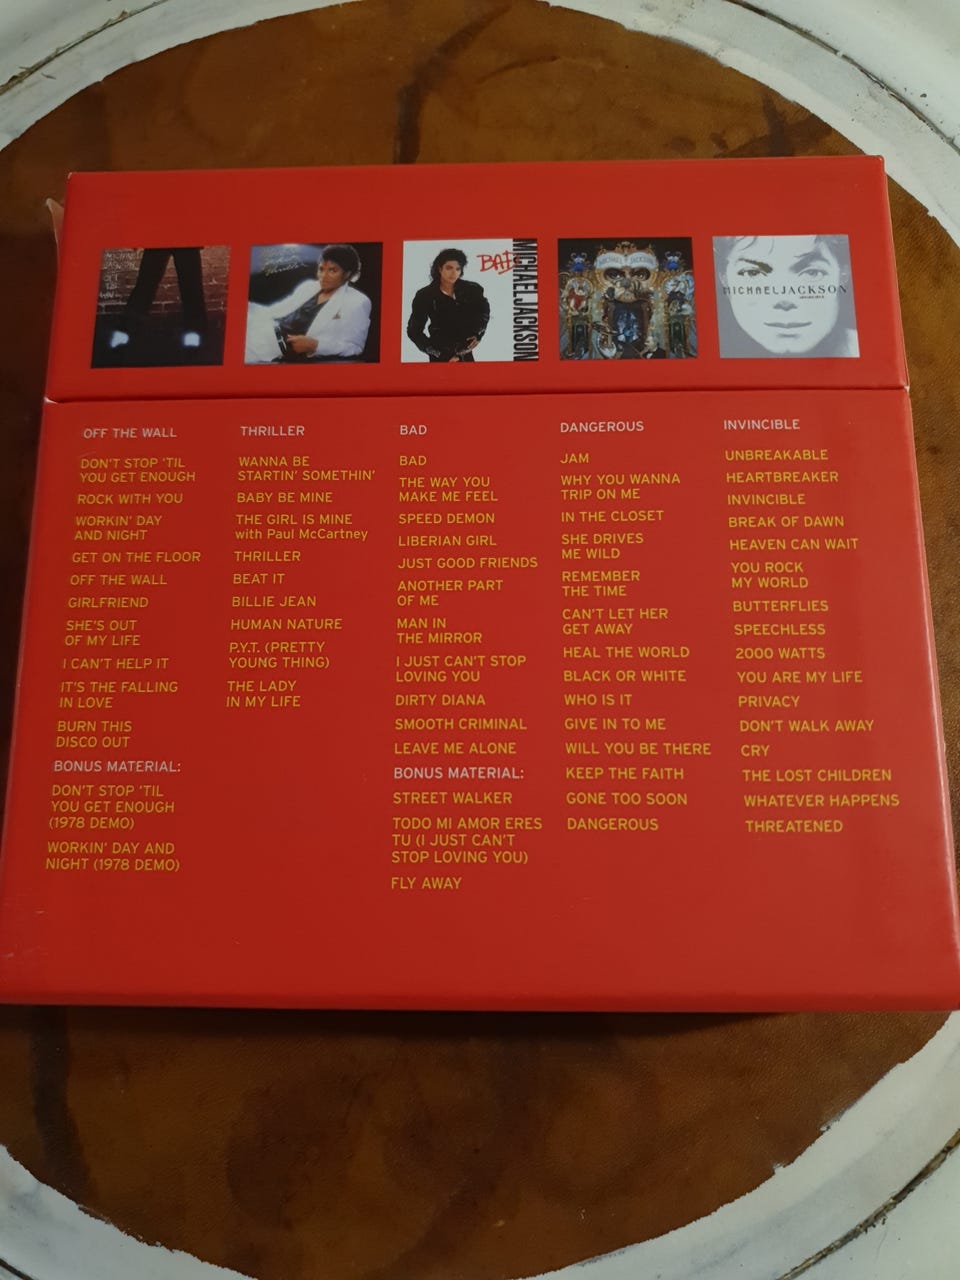 MICHAEL
JACKSON
OFF
THE
WALL
BAD
MICHAEL JACKSON
MICHAEL JACKSON
MICHAELJACKSON
OFF THE WALL
DON'T STOP 'TIL
YOU GET ENOUGH
ROCK WITH YOU
WORKIN' DAY
AND NIGHT
GET ON THE FLOOR
OFF THE WALL
GIRLFRIEND
SHE'S OUT
OF MY LIFE
I CAN'T HELP IT
IT'S THE FALLING
IN LOVE
BURN THIS
DISCO OUT
BONUS MATERIAL:
DON'T STOP 'TIL
YOU GET ENOUGH
(1978 DEMO)
WORKIN' DAY AND
NIGHT (1978 DEMO)
THRILLER
WANNA BE
STARTIN' SOMETHIN'
BABY BE MINE
THE GIRL IS MINE
with Paul McCartney
THRILLER
BEAT IT
BILLIE JEAN
HUMAN NATURE
P.Y.T. (PRETTY
YOUNG THING)
THE LADY
IN MY LIFE
BAD
BAD
THE WAY YOU
MAKE ME FEEL
SPEED DEMON
LIBERIAN GIRL
JUST GOOD FRIENDS
ANOTHER PART
OF ME
MAN IN
THE MIRROR
I JUST CAN'T STOP
LOVING YOU
DIRTY DIANA
SMOOTH CRIMINAL
LEAVE ME ALONE
BONUS MATERIAL:
STREET WALKER
TODO MI AMOR ERES
TU (I JUST CAN'T
STOP LOVING YOU)
FLY AWAY
DANGEROUS
JAM
WHY YOU WANNA
TRIP ON ME
IN THE CLOSET
SHE DRIVES
ME WILD
REMEMBER
THE TIME
CAN'T LET HER
GET AWAY
HEAL THE WORLD
BLACK OR WHITE
WHO IS IT
GIVE IN TO ME
WILL YOU BE THERE
KEEP THE FAITH
GONE TOO SOON
DANGEROUS
INVINCIBLE
UNBREAKABLE
HEARTBREAKER
INVINCIBLE
BREAK OF DAWN
HEAVEN CAN WAIT
YOU ROCK
MY WORLD
BUTTERFLIES
SPEECHLESS
2000 WATTS
YOU ARE MY LIFE
PRIVACY
DON'T WALK AWAY
CRY
THE LOST CHILDREN
WHATEVER HAPPENS
THREATENED